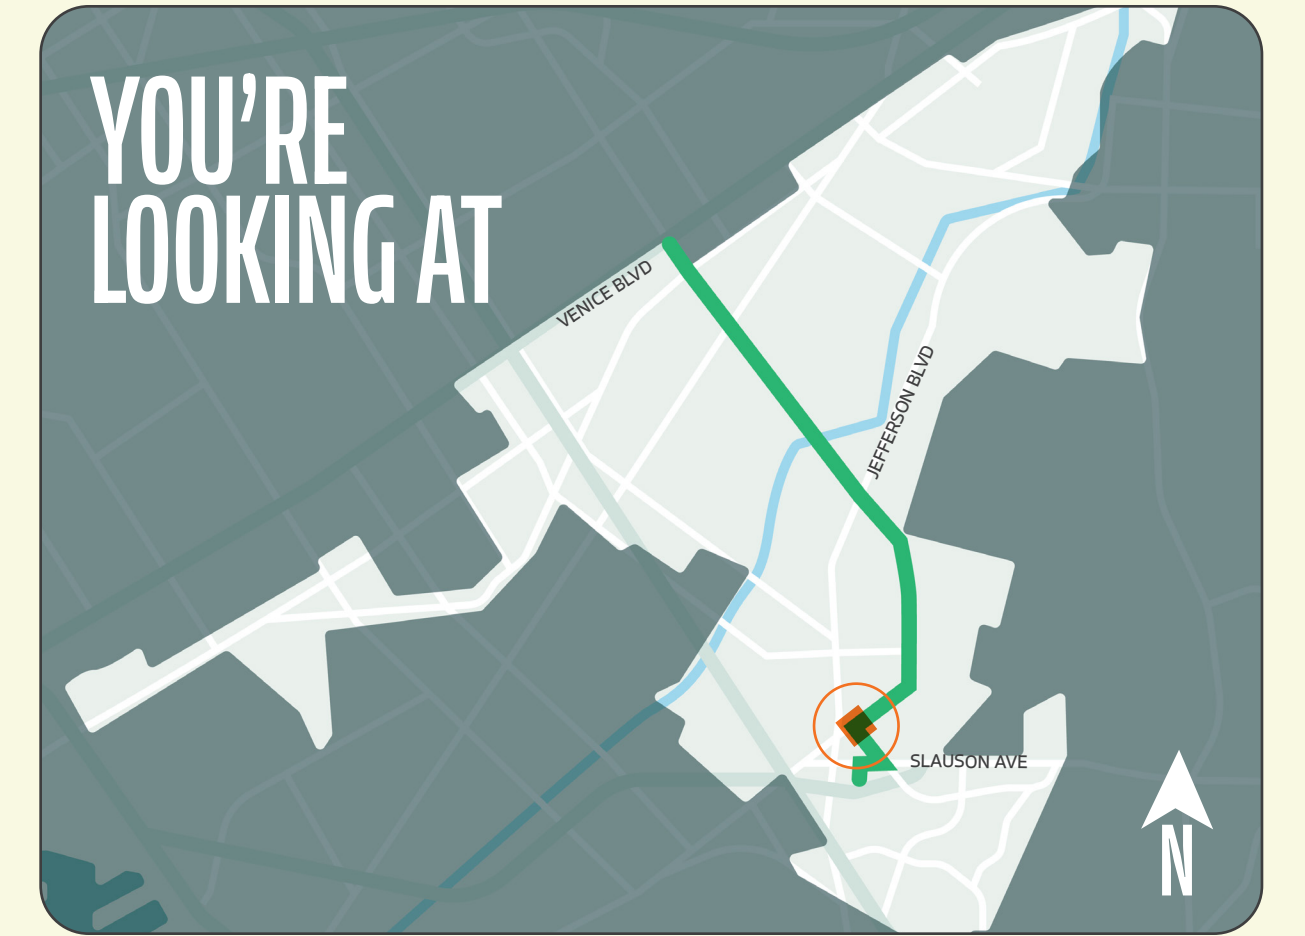 YOU'RE
LOOKING AT
VENICE BLVD
JEFFERSON BLVD
SLAUSON AVE
N